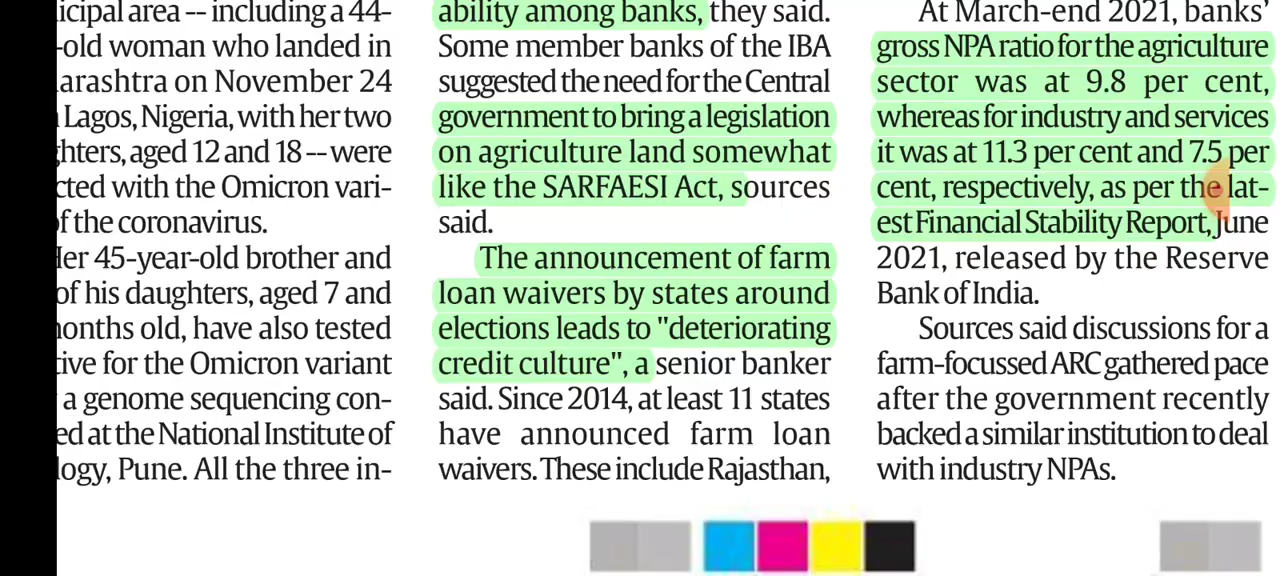 icipal area -- including a 44-
-old woman who landed in
arashtra on November 24
Lagos, Nigeria, with her two
ghters, aged 12 and 18 -- were
cted with the Omicron vari-
of the coronavirus.
Her 45-year-old brother and
of his daughters, aged 7 and
months old, have also tested
tive for the Omicron variant
a genome sequencing con-
ed at the National Institute of
logy, Pune. All the three in-
ability among banks, they said.
Some member banks of the IBA
suggested the need for the Central
government to bring a legislation
on agriculture land somewhat
like the SARFAESI Act, sources
said.
The announcement of farm
loan waivers by states around
elections leads to "deteriorating
credit culture", a senior banker
said. Since 2014, at least 11 states
have announced farm loan
waivers. These include Rajasthan,
At March-end 2021, banks'
gross NPA ratio for the agriculture
sector was at 9.8 per cent,
whereas for industry and services
it was at 11.3 per cent and 7.5 per
cent, respectively, as per the lat-
est Financial Stability Report, June
2021, released by the Reserve
Bank of India.
Sources said discussions for a
farm-focussed ARC gathered pace
after the government recently
backed a similar institution to deal
with industry NPAs.